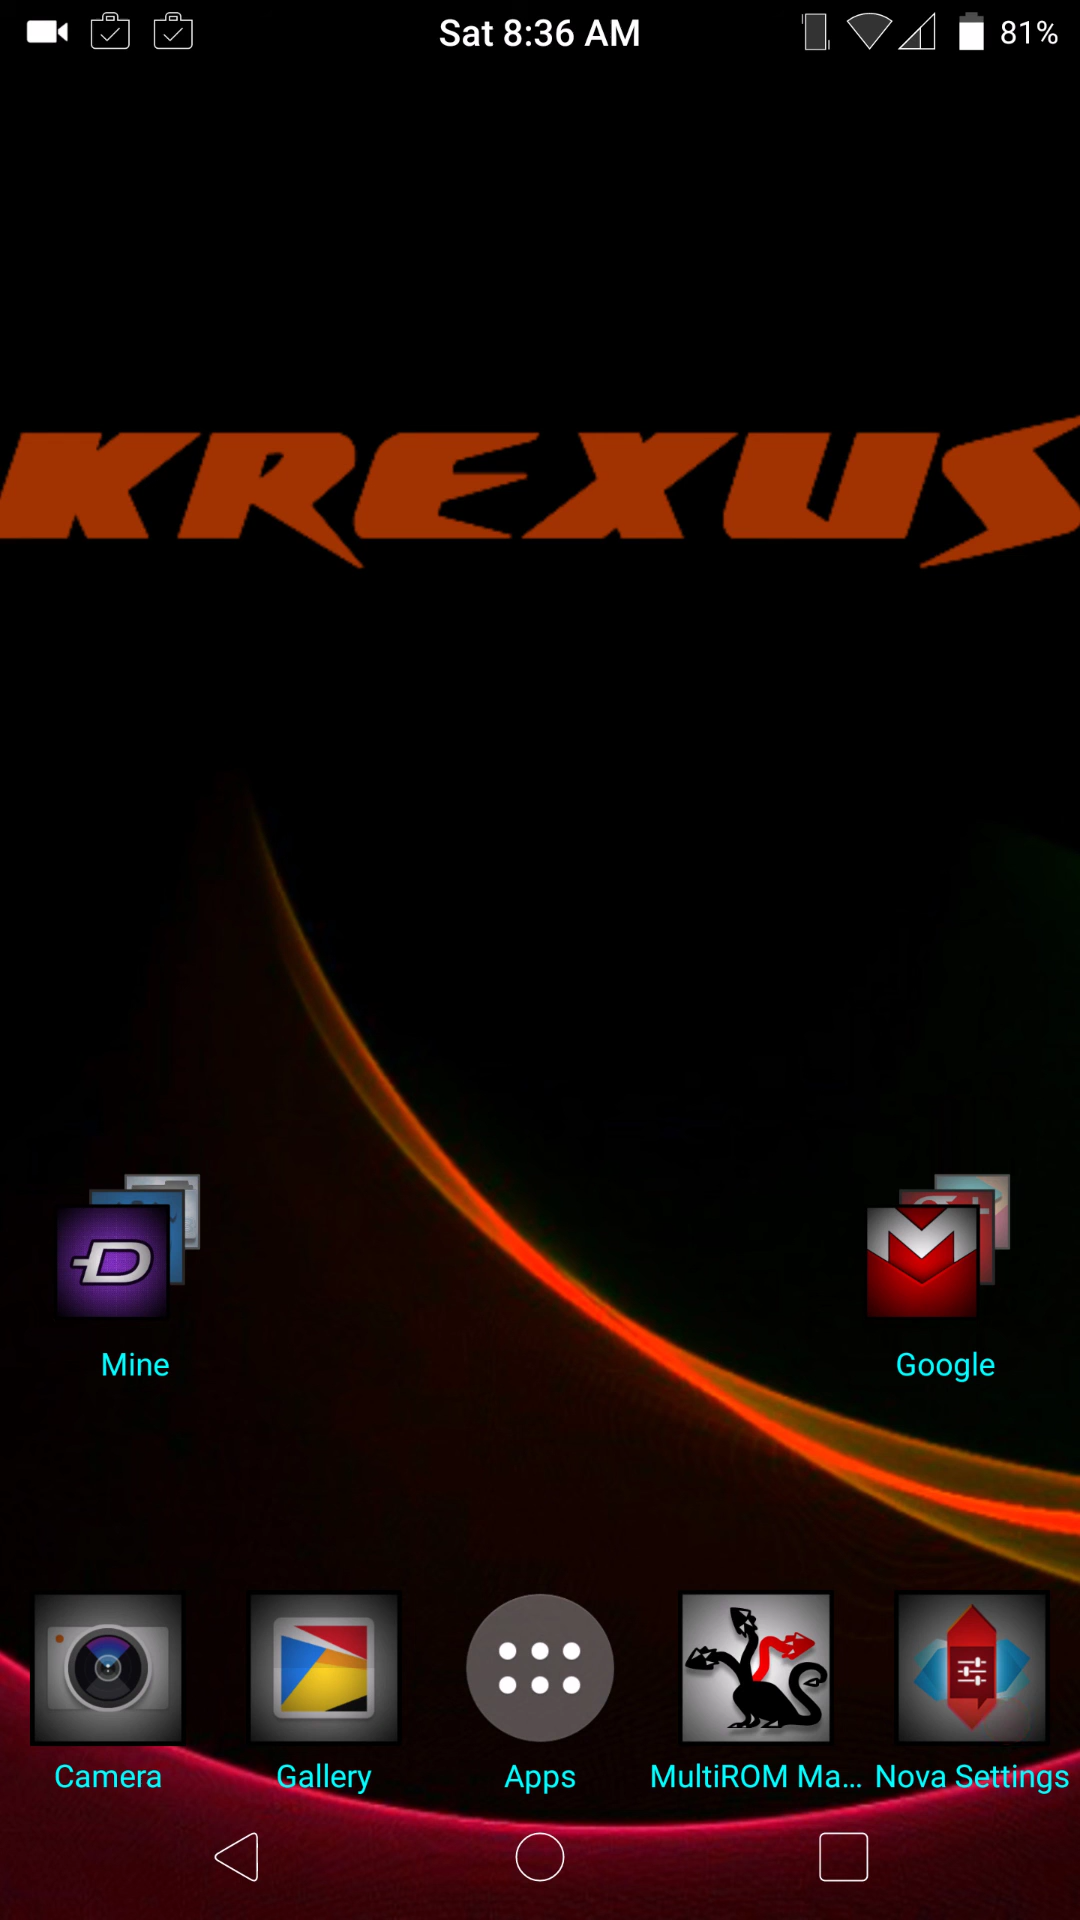 Sat 8:36 AM
81%
KREXUS
Mine
Google
Camera
Gallery
Apps
MultiROM Ma...
Nova Settings